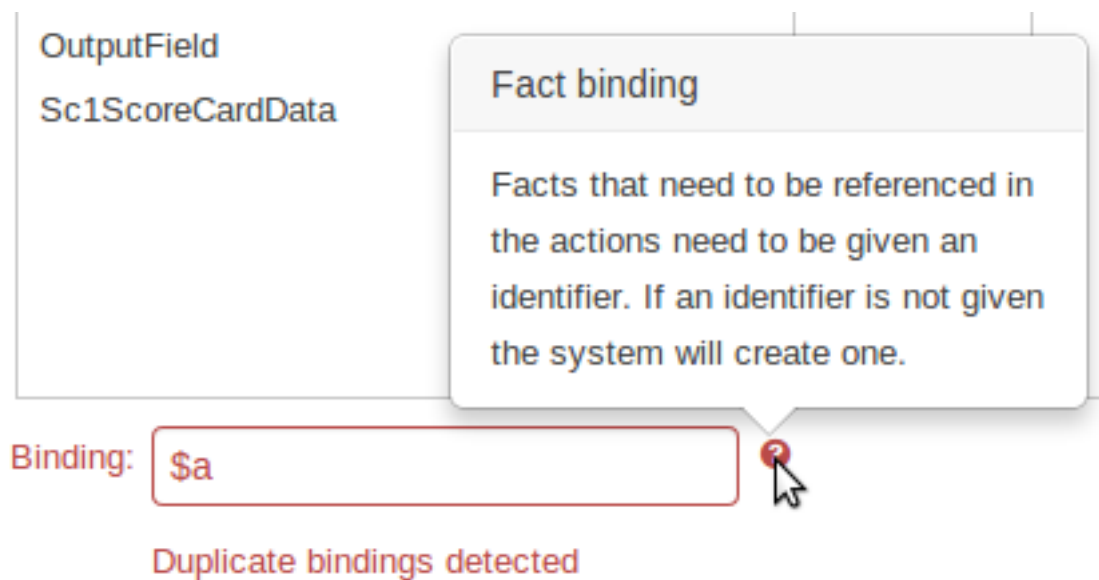 OutputField
Sc1ScoreCardData
Fact binding
Facts that need to be referenced in
the actions need to be given an
identifier. If an identifier is not given
the system will create one.
Binding:
$a
?
Duplicate bindings detected